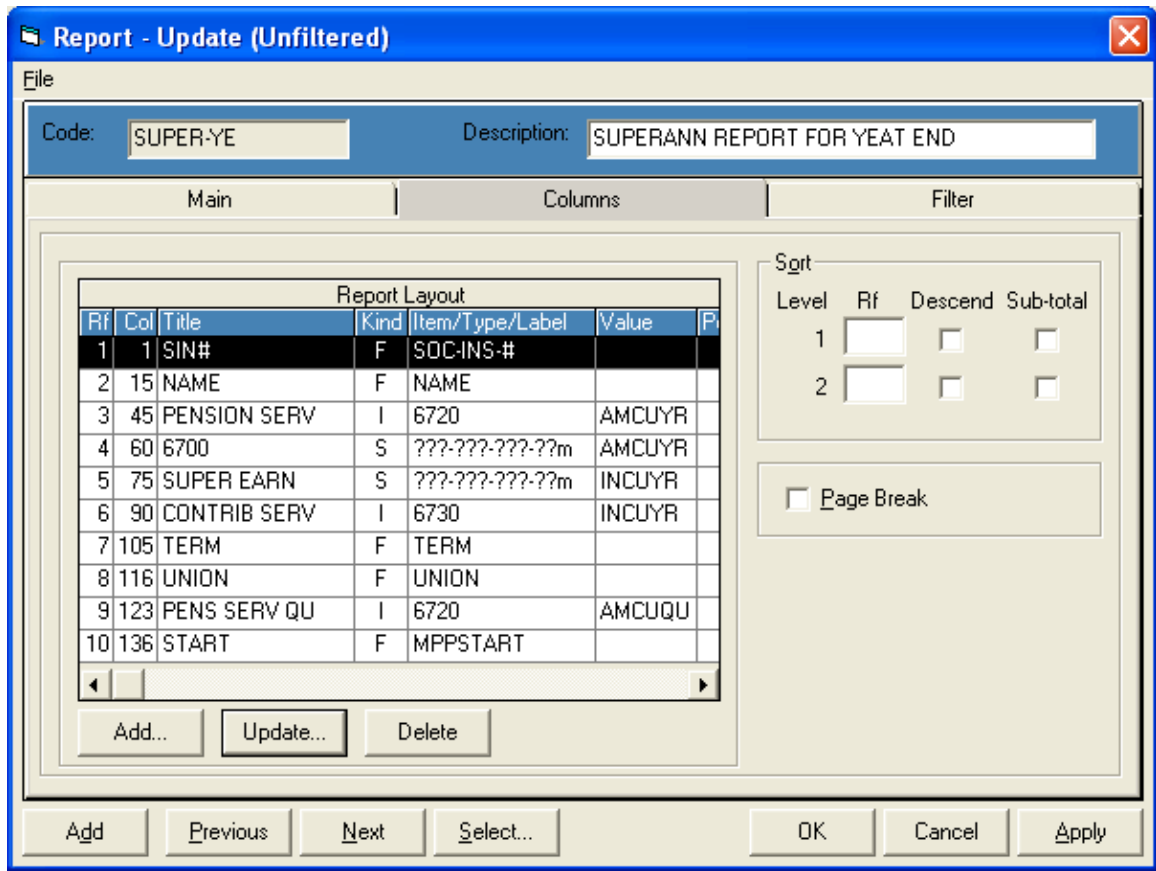 Report - Update (Unfiltered)
File
Code: SUPER-YE Description: SUPERANN REPORT FOR YEAT END
Main Columns Filter
Report Layout
Rf Col Title Kind Item/Type/Label Value
1 1 SIN# F SOC-INS-#
2 15 NAME F NAME
3 45 PENSION SERV I 6720 AMCUYR
4 60 6700 S ???-???-???-??m AMCUYR
5 75 SUPER EARN S ???-???-???-??m INCUYR
6 90 CONTRIB SERV I 6730 INCUYR
7 105 TERM F TERM
8 116 UNION F UNION
9 123 PENS SERV QU I 6720 AMCUQU
10 136 START F MPPSTART
Add... Update... Delete
Sort
Level Rf Descend Sub-total
1
2
Page Break
Add Previous Next Select... OK Cancel Apply